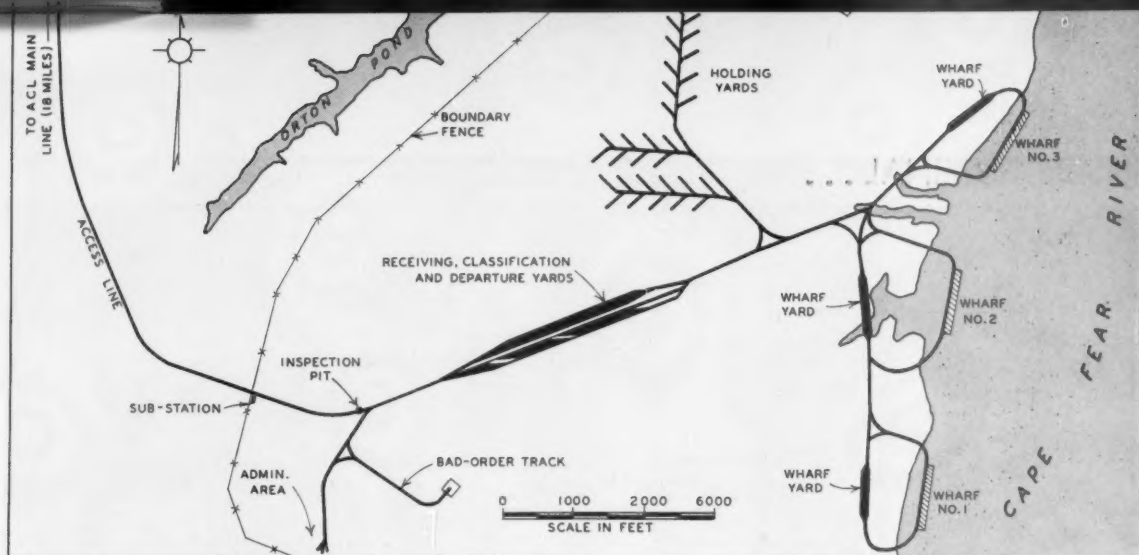 TO ACL MAIN
LINE (18 MILES)
ORTON POND
BOUNDARY
FENCE
HOLDING
YARDS
WHARF
YARD
WHARF
NO.3
ACCESS LINE
RECEIVING, CLASSIFICATION
AND DEPARTURE YARDS
WHARF
YARD
WHARF
NO.2
CAPE FEAR RIVER
INSPECTION
PIT
SUB-STATION
ADMIN.
AREA
BAD-ORDER TRACK
WHARF
YARD
WHARF
NO.1
0 1000 2000 6000
SCALE IN FEET